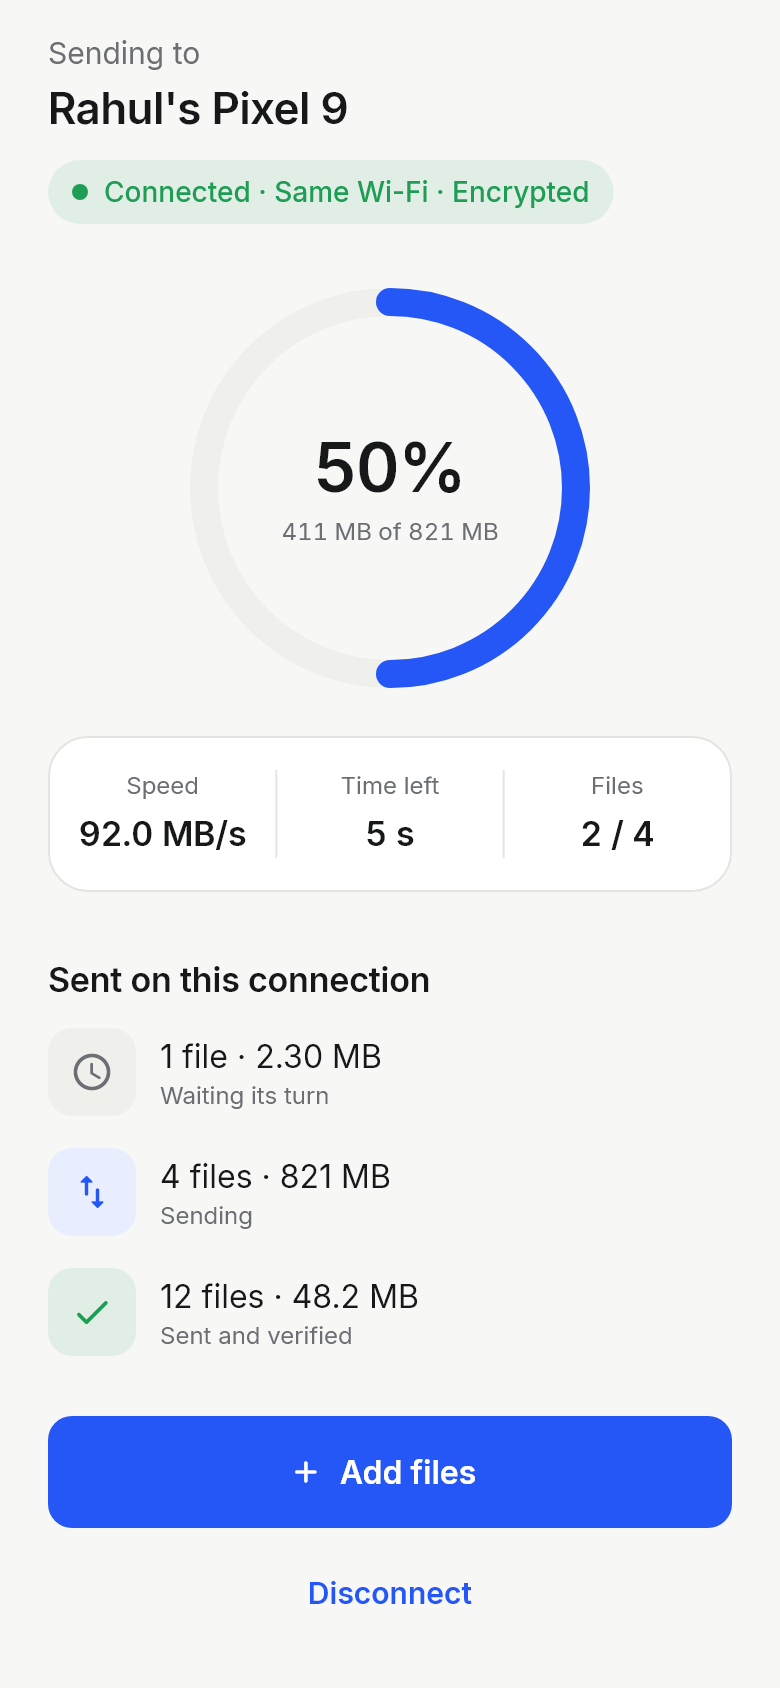 Sending to
Rahul's Pixel 9
Connected · Same Wi-Fi · Encrypted
50%
411 MB of 821 MB
Speed
92.0 MB/s
Time left
5 s
Files
2 / 4
Sent on this connection
1 file · 2.30 MB
Waiting its turn
4 files · 821 MB
Sending
12 files · 48.2 MB
Sent and verified
+ Add files
Disconnect